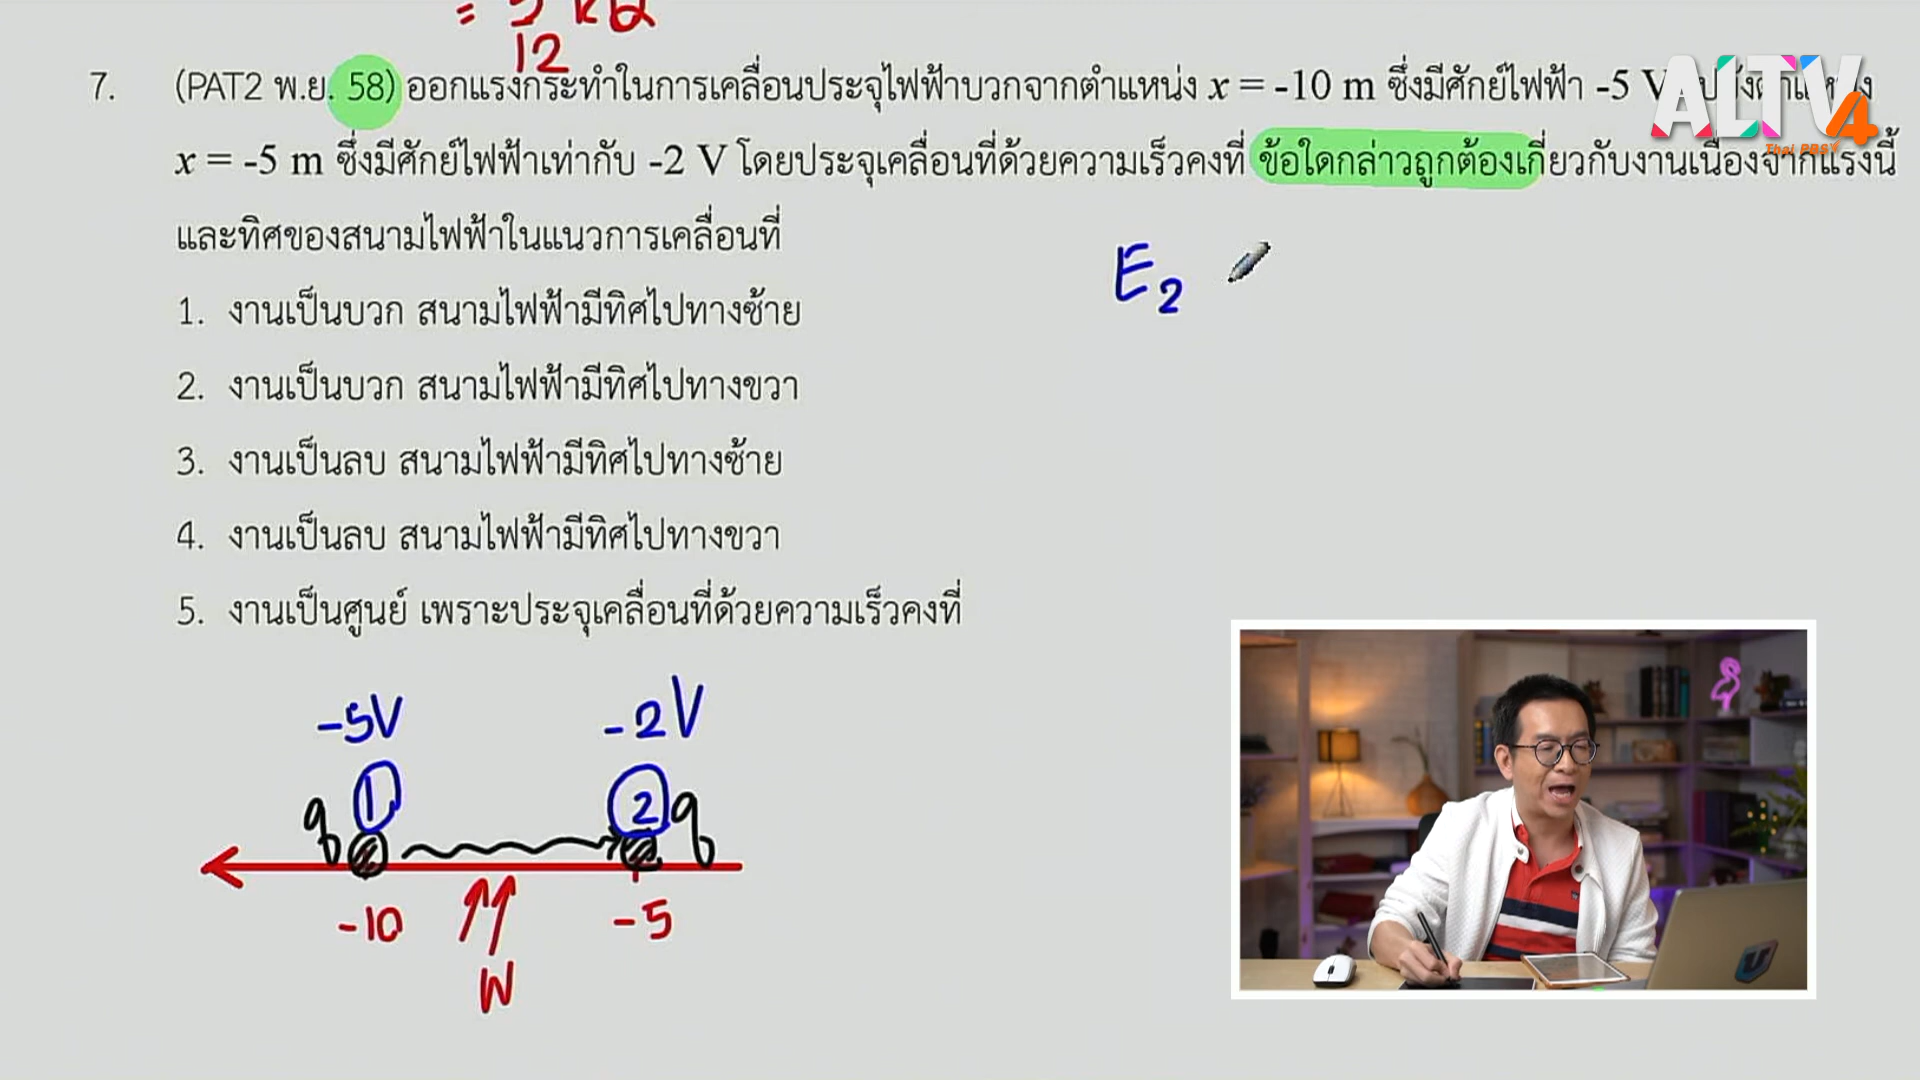 = 5 kQ
12
7. (PAT2 พ.ย. 58) ออกแรงกระทำในการเคลื่อนประจุไฟฟ้าบวกจากตำแหน่ง x = -10 m ซึ่งมีศักย์ไฟฟ้า -5 V
x = -5 m ซึ่งมีศักย์ไฟฟ้าเท่ากับ -2 V โดยประจุเคลื่อนที่ด้วยความเร็วคงที่ ข้อใดกล่าวถูกต้องเกี่ยวกับงานเนื่องจากแรงนี้
และทิศของสนามไฟฟ้าในแนวการเคลื่อนที่
1. งานเป็นบวก สนามไฟฟ้ามีทิศไปทางซ้าย
2. งานเป็นบวก สนามไฟฟ้ามีทิศไปทางขวา
3. งานเป็นลบ สนามไฟฟ้ามีทิศไปทางซ้าย
4. งานเป็นลบ สนามไฟฟ้ามีทิศไปทางขวา
5. งานเป็นศูนย์ เพราะประจุเคลื่อนที่ด้วยความเร็วคงที่
E2
-5V -2V
q 1 2 q
-10 -5
W
ALTV4
Thai PBS